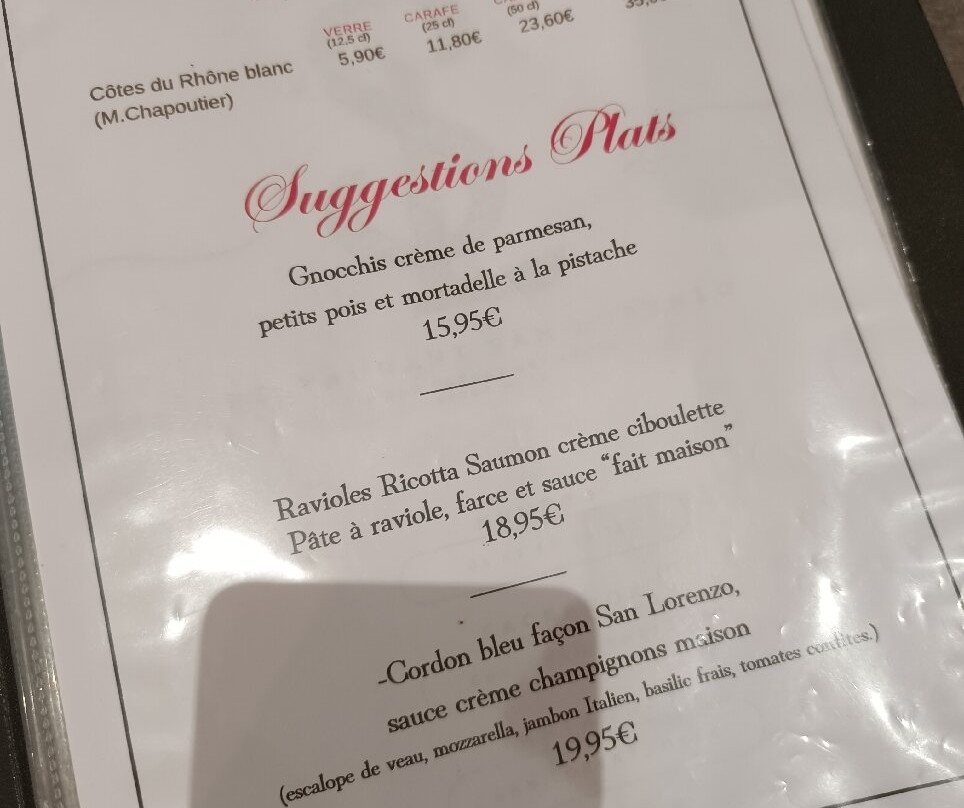 VERRE CARAFE
(12.5 cl) (25 cl) (50 cl)
5,90€ 11,80€ 23,60€
Côtes du Rhône blanc
(M.Chapoutier)
Suggestions Plats
Gnocchis crème de parmesan,
petits pois et mortadelle à la pistache
15,95€
Ravioles Ricotta Saumon crème ciboulette
Pâte à raviole, farce et sauce “fait maison”
18,95€
-Cordon bleu façon San Lorenzo,
sauce crème champignons maison
(escalope de veau, mozzarella, jambon Italien, basilic frais, tomates confites.)
19,95€